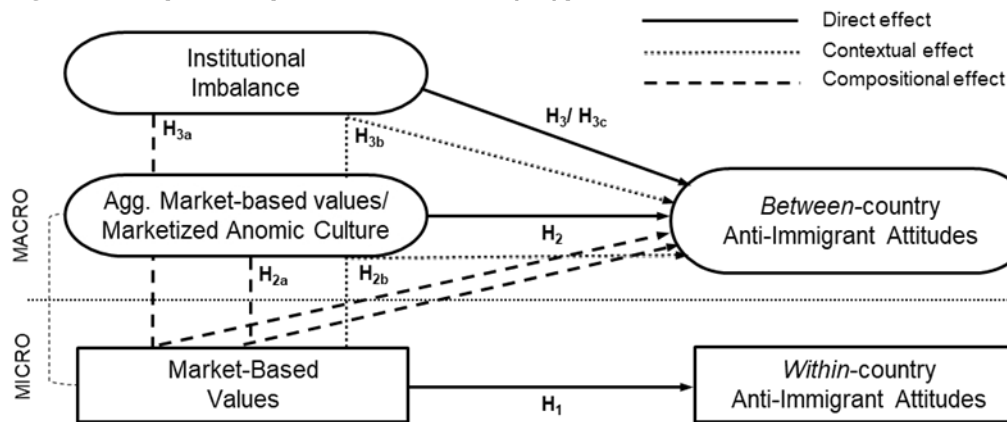 Direct effect
Contextual effect
Compositional effect
Institutional
Imbalance
H3a
H3b
H3/ H3c
Agg. Market-based values/
Marketized Anomic Culture
H2
H2a
H2b
Between-country
Anti-Immigrant Attitudes
MACRO
MICRO
Market-Based
Values
H1
Within-country
Anti-Immigrant Attitudes